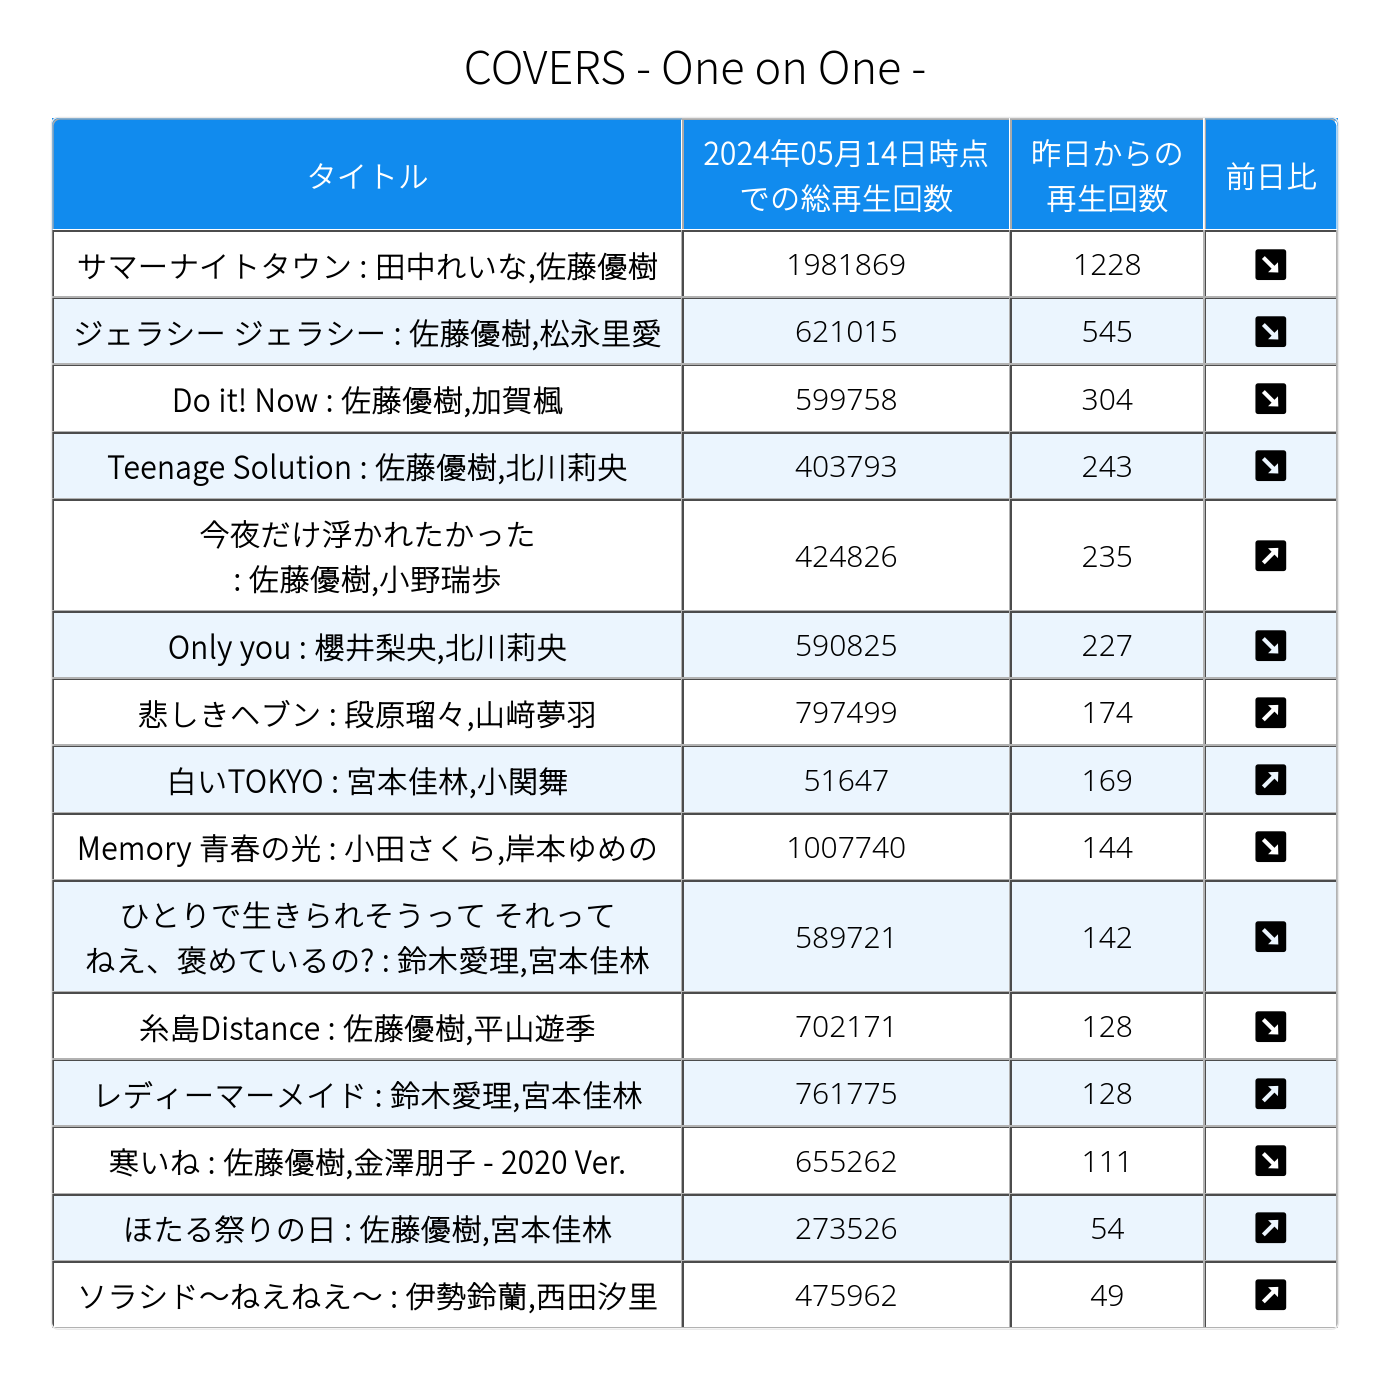 COVERS - One on One -
タイトル
2024年05月14日時点
での総再生回数
昨日からの
再生回数
前日比
サマーナイトタウン : 田中れいな,佐藤優樹 1981869 1228 ↘
ジェラシー ジェラシー : 佐藤優樹,松永里愛 621015 545 ↘
Do it! Now : 佐藤優樹,加賀楓 599758 304 ↘
Teenage Solution : 佐藤優樹,北川莉央 403793 243 ↘
今夜だけ浮かれたかった
: 佐藤優樹,小野瑞歩 424826 235 ↗
Only you : 櫻井梨央,北川莉央 590825 227 ↘
悲しきヘブン : 段原瑠々,山﨑夢羽 797499 174 ↗
白いTOKYO : 宮本佳林,小関舞 51647 169 ↗
Memory 青春の光 : 小田さくら,岸本ゆめの 1007740 144 ↘
ひとりで生きられそうって それって
ねえ、褒めているの? : 鈴木愛理,宮本佳林 589721 142 ↘
糸島Distance : 佐藤優樹,平山遊季 702171 128 ↘
レディーマーメイド : 鈴木愛理,宮本佳林 761775 128 ↗
寒いね : 佐藤優樹,金澤朋子 - 2020 Ver. 655262 111 ↘
ほたる祭りの日 : 佐藤優樹,宮本佳林 273526 54 ↗
ソラシド～ねえねえ～ : 伊勢鈴蘭,西田汐里 475962 49 ↗